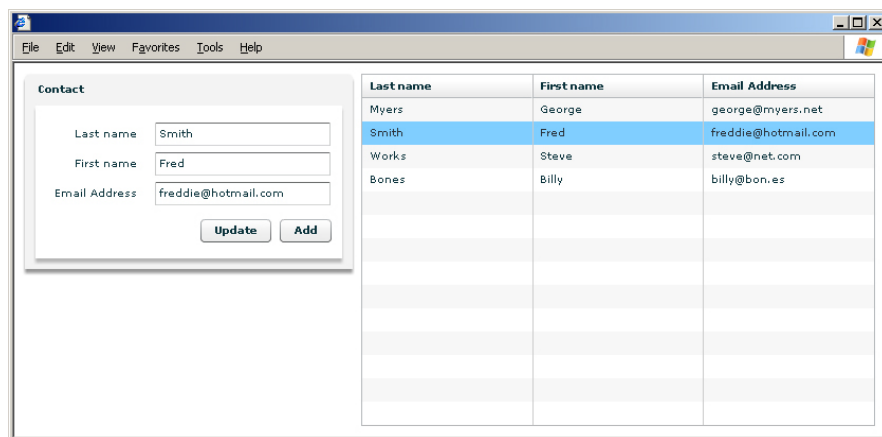 File Edit View Favorites Tools Help
Contact
Last name Smith
First name Fred
Email Address freddie@hotmail.com
Update Add
Last name First name Email Address
Myers George george@myers.net
Smith Fred freddie@hotmail.com
Works Steve steve@net.com
Bones Billy billy@bon.es